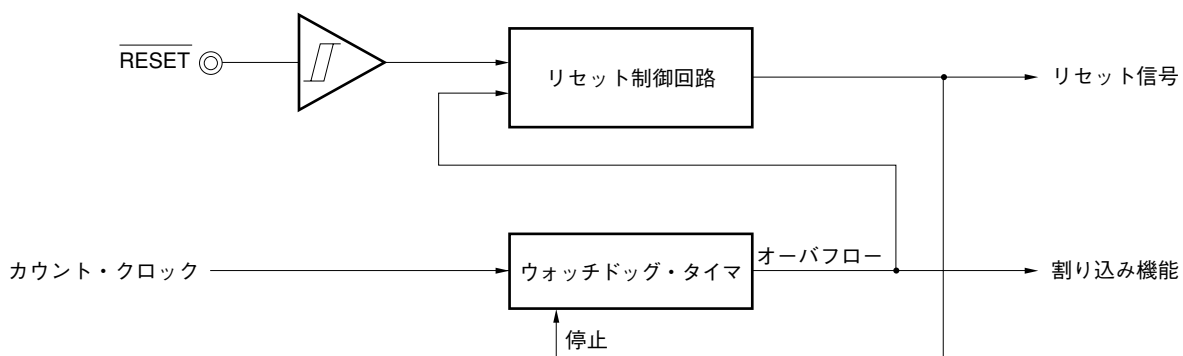 RESET
リセット制御回路
リセット信号
カウント・クロック
ウォッチドッグ・タイマ
オーバフロー
割り込み機能
停止